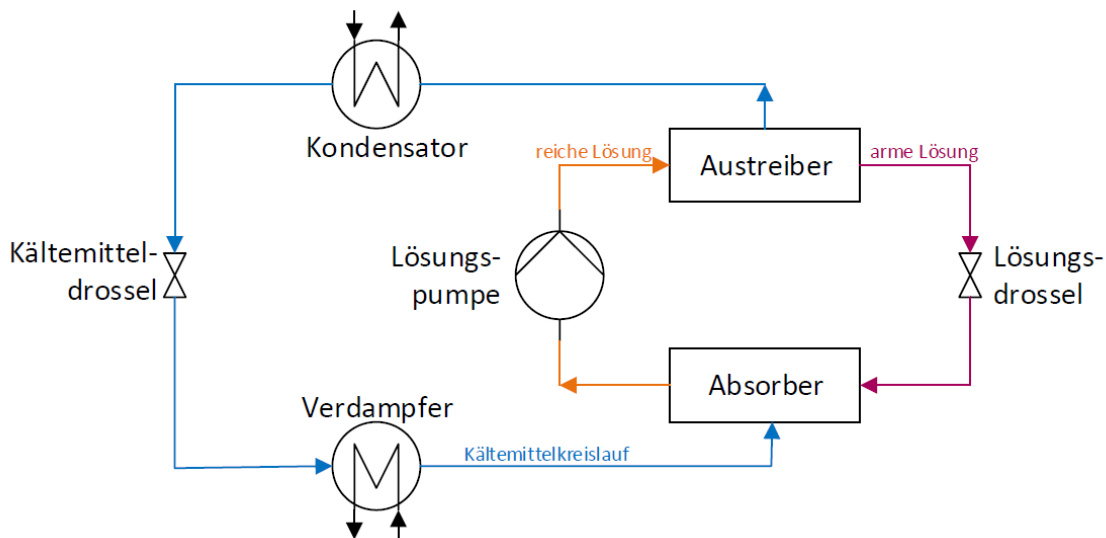 Kondensator
reiche Lösung
Austreiber
arme Lösung
Kältemittel-
drossel
Lösungs-
pumpe
Lösungs-
drossel
Absorber
Verdampfer
Kältemittelkreislauf